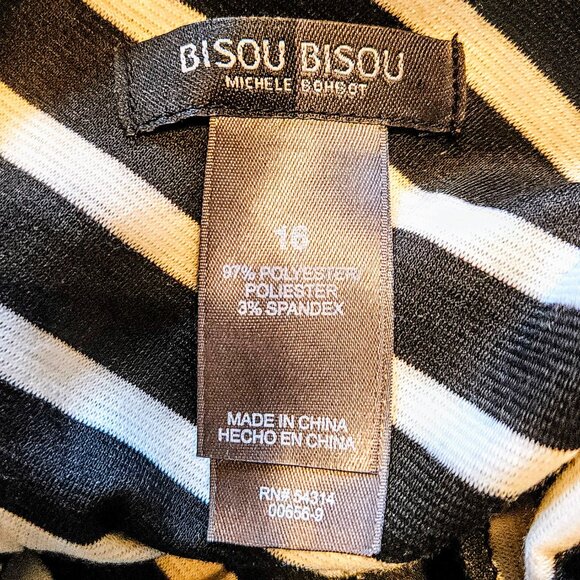 BISOU BISOU
MICHELE BOHBOT
16
97% POLYESTER/
POLIESTER
3% SPANDEX
MADE IN CHINA
HECHO EN CHINA
RN# 54314
00656-9